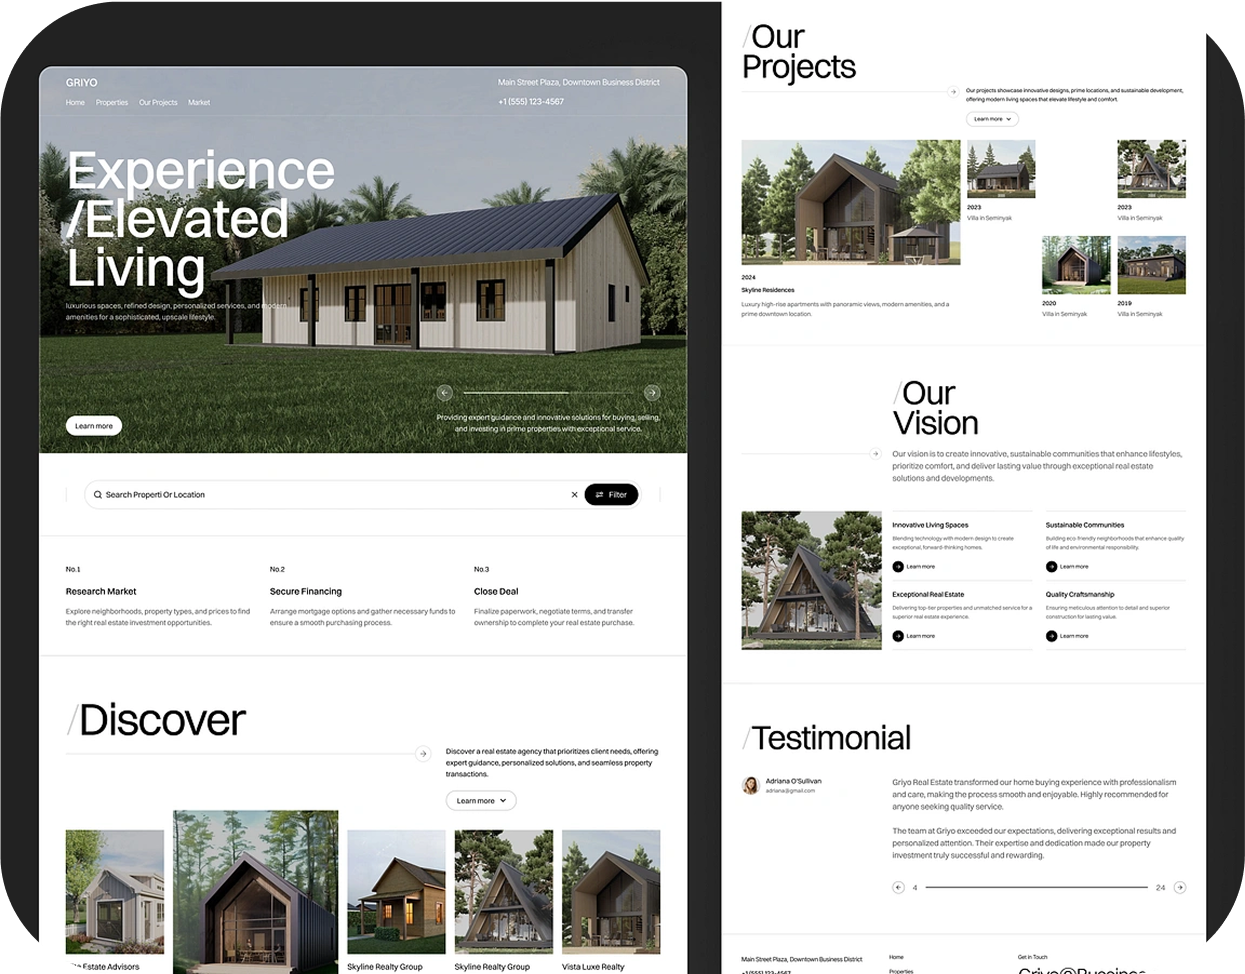 GRIYO
Main Street Plaza, Downtown Business District
Home Properties Our Projects Market
+1 (555) 123-4567
Experience
/Elevated
Living
luxurious spaces, refined design, personalized services, and modern
amenities for a sophisticated, upscale lifestyle.
Learn more
Providing expert guidance and innovative solutions for buying, selling,
and investing in prime properties with exceptional service.
Search Properti Or Location
Filter
No.1
Research Market
Explore neighborhoods, property types, and prices to find
the right real estate investment opportunities.
No.2
Secure Financing
Arrange mortgage options and gather necessary funds to
ensure a smooth purchasing process.
No.3
Close Deal
Finalize paperwork, negotiate terms, and transfer
ownership to complete your real estate purchase.
/Discover
Discover a real estate agency that prioritizes client needs, offering
expert guidance, personalized solutions, and seamless property
transactions.
Learn more
Estate Advisors
Skyline Realty Group
Skyline Realty Group
Vista Luxe Realty
/Our
Projects
Our projects showcase innovative designs, prime locations, and sustainable development,
offering modern living spaces that elevate lifestyle and comfort.
Learn more
2024
Skyline Residences
Luxury high-rise apartments with panoramic views, modern amenities, and a
prime downtown location.
2023
Villa in Seminyak
2023
Villa in Seminyak
2020
Villa in Seminyak
2019
Villa in Seminyak
/Our
Vision
Our vision is to create innovative, sustainable communities that enhance lifestyles,
prioritize comfort, and deliver lasting value through exceptional real estate
solutions and developments.
Innovative Living Spaces
Blending technology with modern design to create
exceptional, forward-thinking homes.
Learn more
Sustainable Communities
Building eco-friendly neighborhoods that enhance quality
of life and environmental responsibility.
Learn more
Exceptional Real Estate
Delivering top-tier properties and unmatched service for a
superior real estate experience.
Learn more
Quality Craftsmanship
Ensuring meticulous attention to detail and superior
construction for lasting value.
Learn more
/Testimonial
Adriana O'Sullivan
adriana@gmail.com
Griyo Real Estate transformed our home buying experience with professionalism
and care, making the process smooth and enjoyable. Highly recommended for
anyone seeking quality service.
The team at Griyo exceeded our expectations, delivering exceptional results and
personalized attention. Their expertise and dedication made our property
investment truly successful and rewarding.
4
24
Main Street Plaza, Downtown Business District
+1(555) 123-4567
Home
Properties
Get in Touch